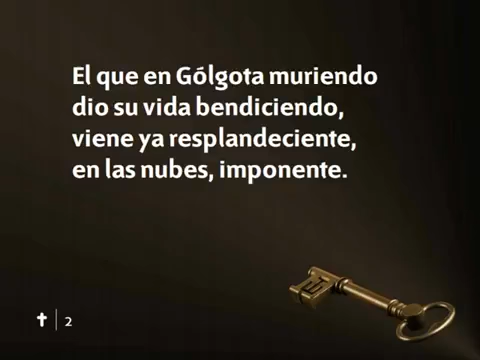 El que en Gólgota muriendo
dio su vida bendiciendo,
viene ya resplandeciente,
en las nubes, imponente.
2